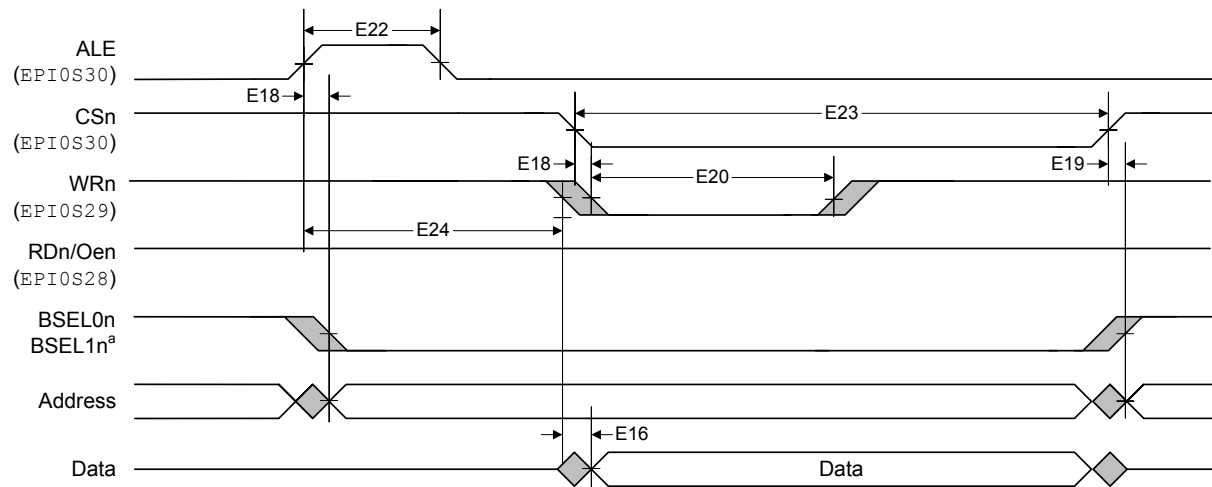 E22
ALE
(EPI0S30)
E18
CSn
(EPI0S30)
E23
E18
E20
E19
WRn
(EPI0S29)
E24
RDn/Oen
(EPI0S28)
BSEL0n
BSEL1nᵃ
Address
E16
Data
Data